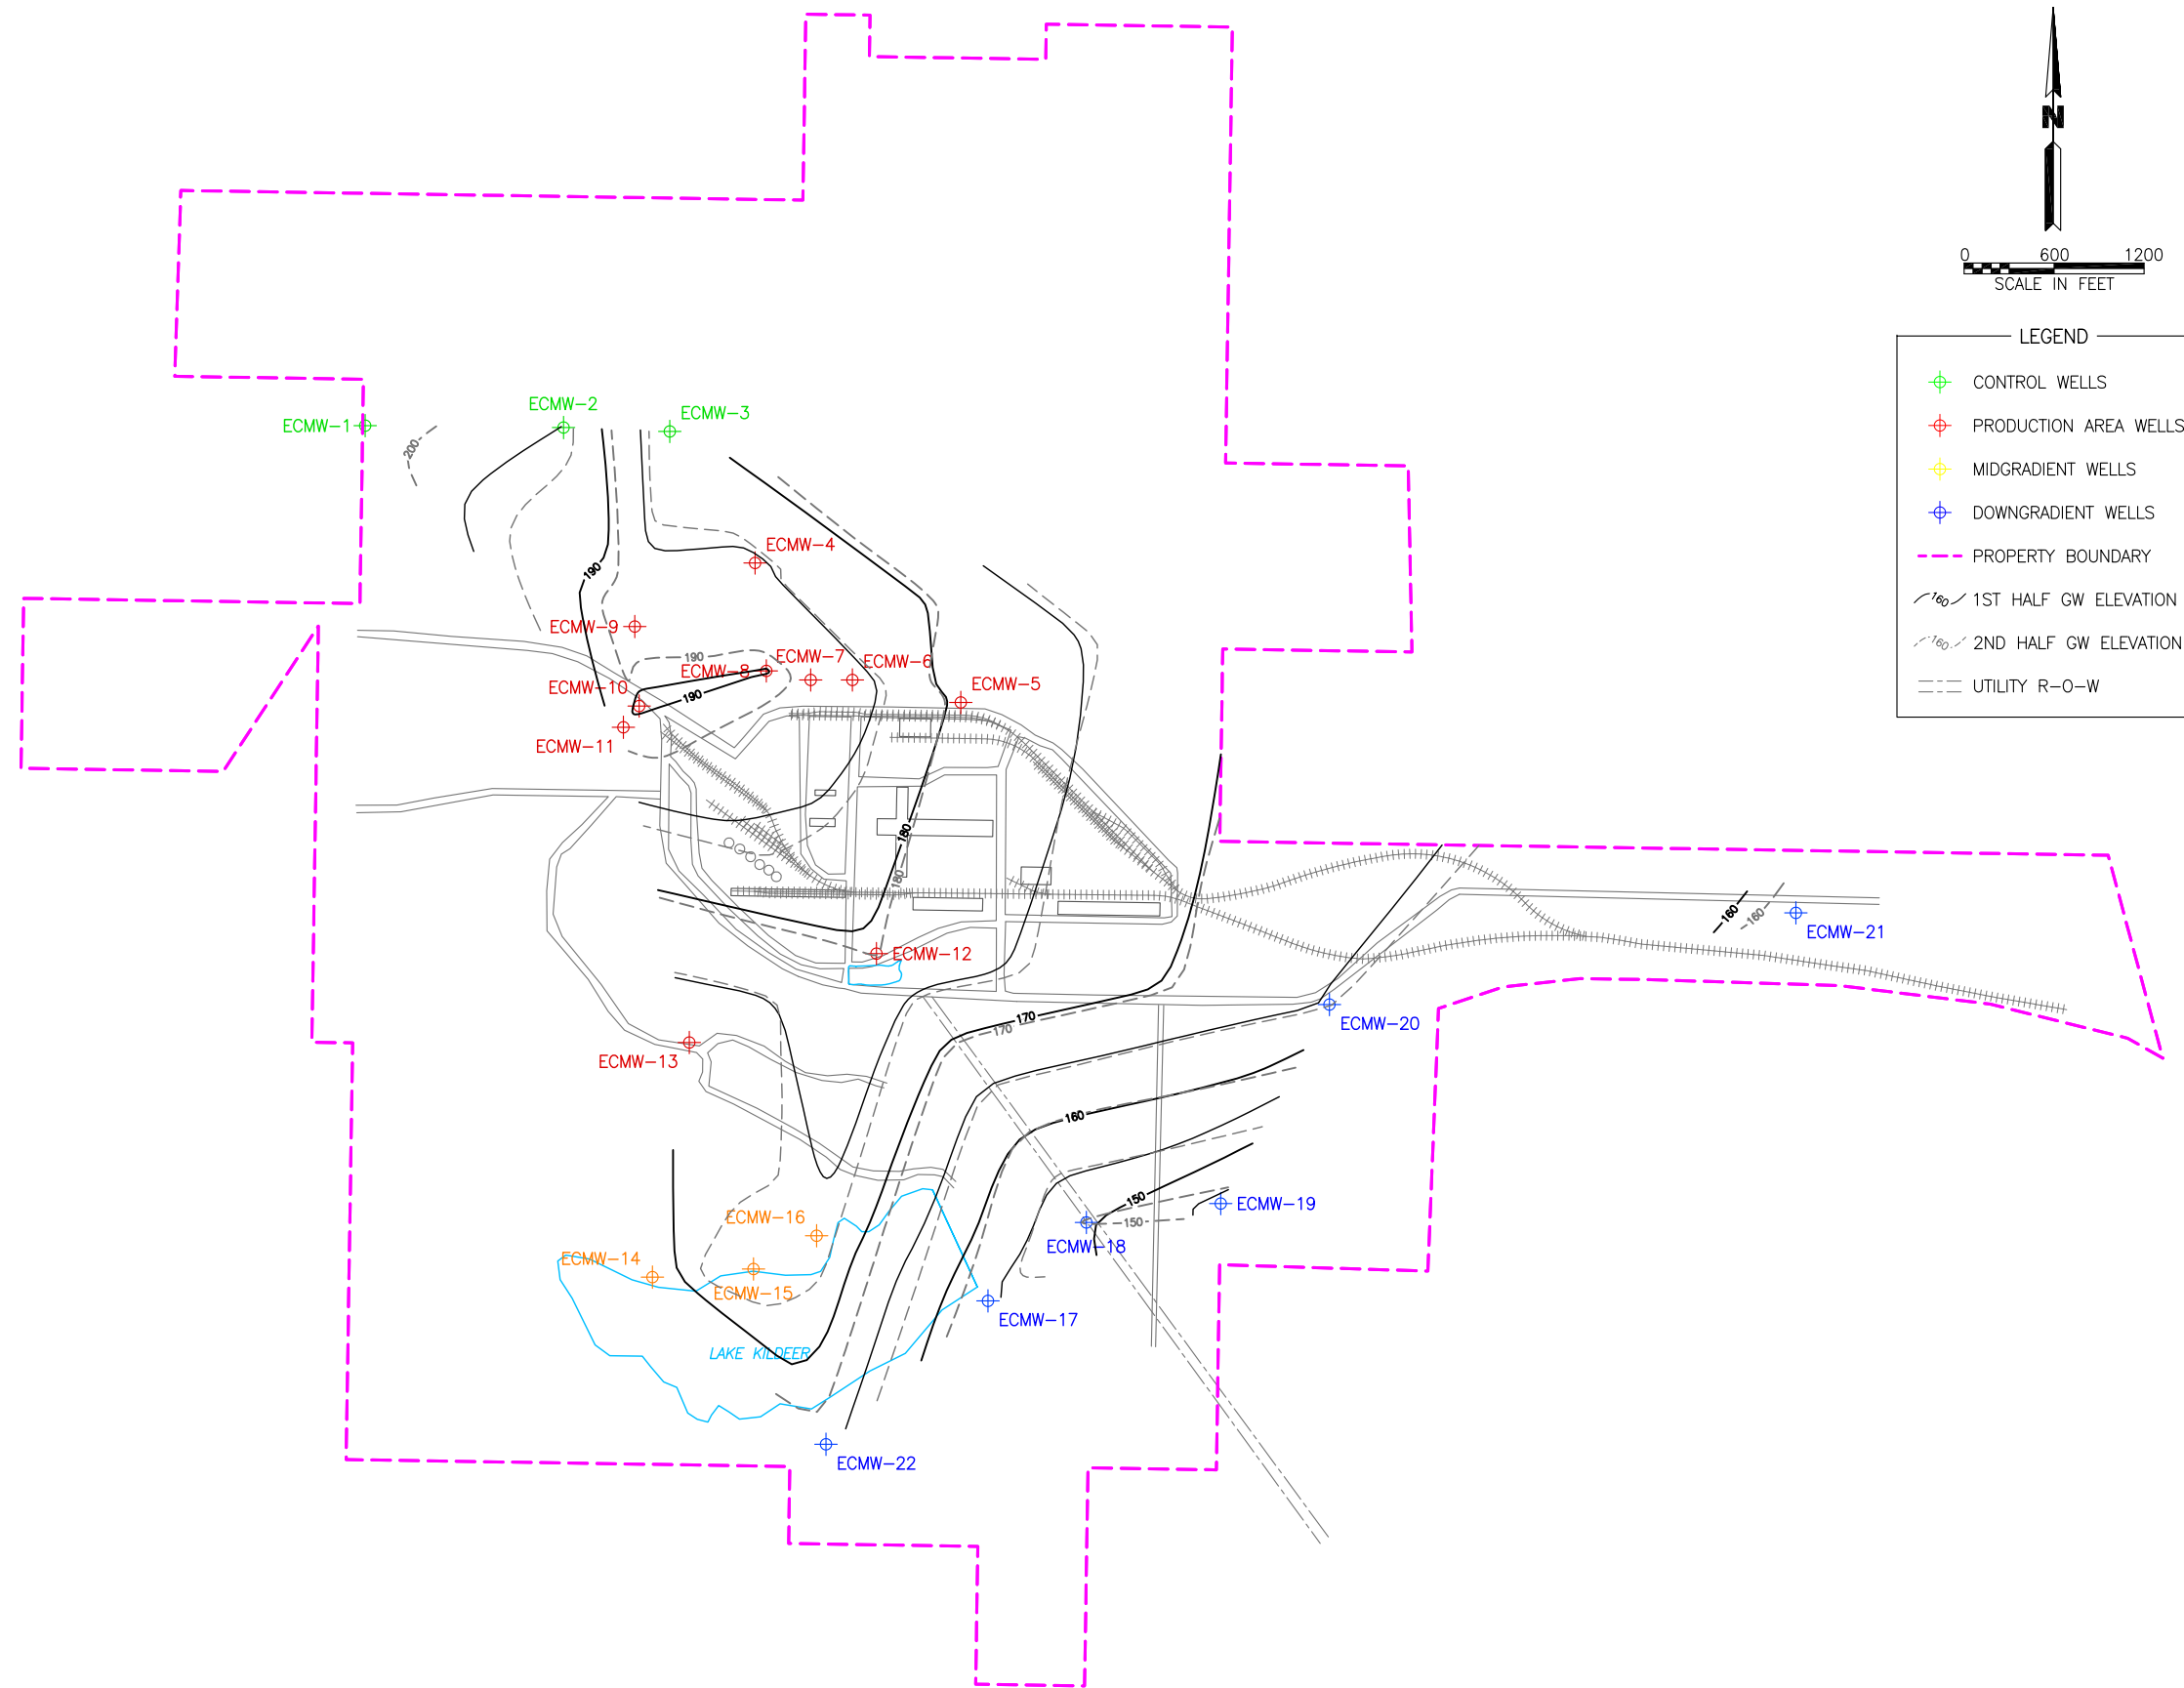 N
0 600 1200
SCALE IN FEET
LEGEND
CONTROL WELLS
PRODUCTION AREA WELLS
MIDGRADIENT WELLS
DOWNGRADIENT WELLS
PROPERTY BOUNDARY
160 1ST HALF GW ELEVATION
160 2ND HALF GW ELEVATION
UTILITY R-O-W
ECMW-1
ECMW-2
ECMW-3
200
ECMW-4
190
ECMW-9
190
ECMW-8
ECMW-7
ECMW-6
ECMW-5
ECMW-10
190
ECMW-11
180
180
ECMW-12
160
160
ECMW-21
170
170
ECMW-20
ECMW-13
160
150
150
ECMW-19
ECMW-18
ECMW-16
ECMW-14
ECMW-15
ECMW-17
LAKE KILDEER
ECMW-22